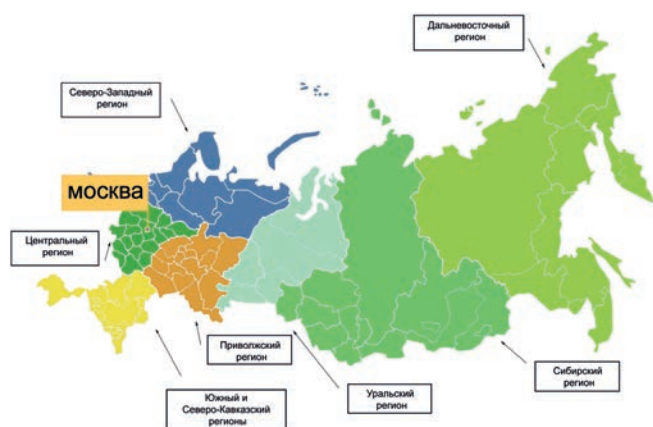 Дальневосточный
регион
Северо-Западный
регион
МОСКВА
Центральный
регион
Приволжский
регион
Сибирский
регион
Уральский
регион
Южный и
Северо-Кавказский
регионы